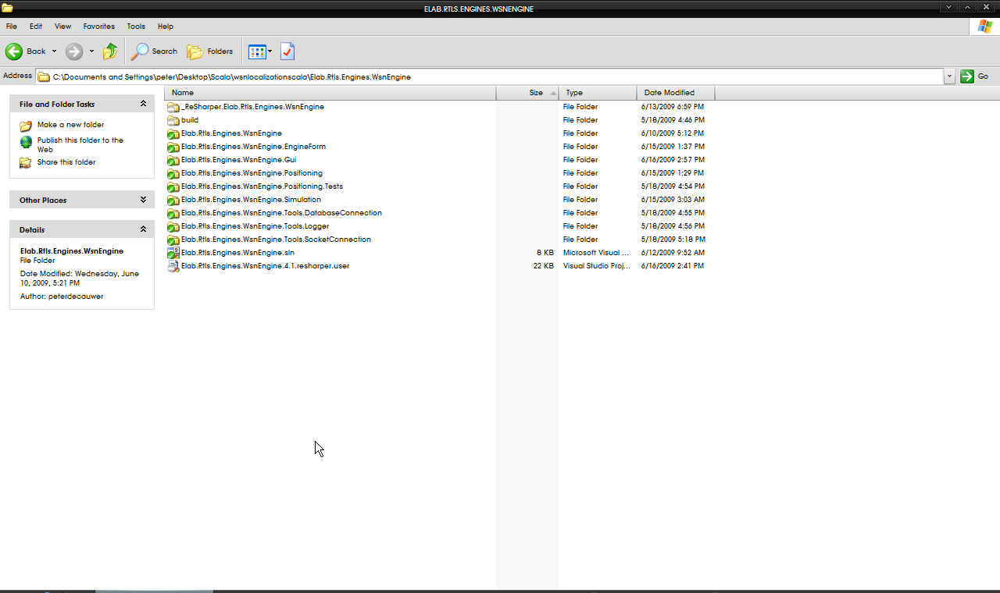 ELAB.RTLS.ENGINES.WSNENGINE
File Edit View Favorites Tools Help
Back Search Folders
Address C:\Documents and Settings\peter\Desktop\Scala\wsnlocalizationscala\Elab.Rtls.Engines.WsnEngine Go
File and Folder Tasks
Make a new folder
Publish this folder to the
Web
Share this folder
Other Places
Details
Elab.Rtls.Engines.WsnEngine
File Folder
Date Modified: Wednesday, June
10, 2009, 5:21 PM
Author: peterdecauwer
Name Size Type Date Modified
_ReSharper.Elab.Rtls.Engines.WsnEngine File Folder 6/13/2009 6:59 PM
build File Folder 5/18/2009 4:46 PM
Elab.Rtls.Engines.WsnEngine File Folder 6/10/2009 5:12 PM
Elab.Rtls.Engines.WsnEngine.EngineForm File Folder 6/15/2009 1:37 PM
Elab.Rtls.Engines.WsnEngine.Gui File Folder 6/16/2009 2:57 PM
Elab.Rtls.Engines.WsnEngine.Positioning File Folder 6/15/2009 1:29 PM
Elab.Rtls.Engines.WsnEngine.Positioning.Tests File Folder 5/18/2009 4:54 PM
Elab.Rtls.Engines.WsnEngine.Simulation File Folder 6/15/2009 3:03 AM
Elab.Rtls.Engines.WsnEngine.Tools.DatabaseConnection File Folder 5/18/2009 4:55 PM
Elab.Rtls.Engines.WsnEngine.Tools.Logger File Folder 5/18/2009 4:56 PM
Elab.Rtls.Engines.WsnEngine.Tools.SocketConnection File Folder 5/18/2009 5:18 PM
Elab.Rtls.Engines.WsnEngine.sln 8 KB Microsoft Visual ... 6/12/2009 9:52 AM
Elab.Rtls.Engines.WsnEngine.4.1.resharper.user 22 KB Visual Studio Proj... 6/16/2009 2:41 PM